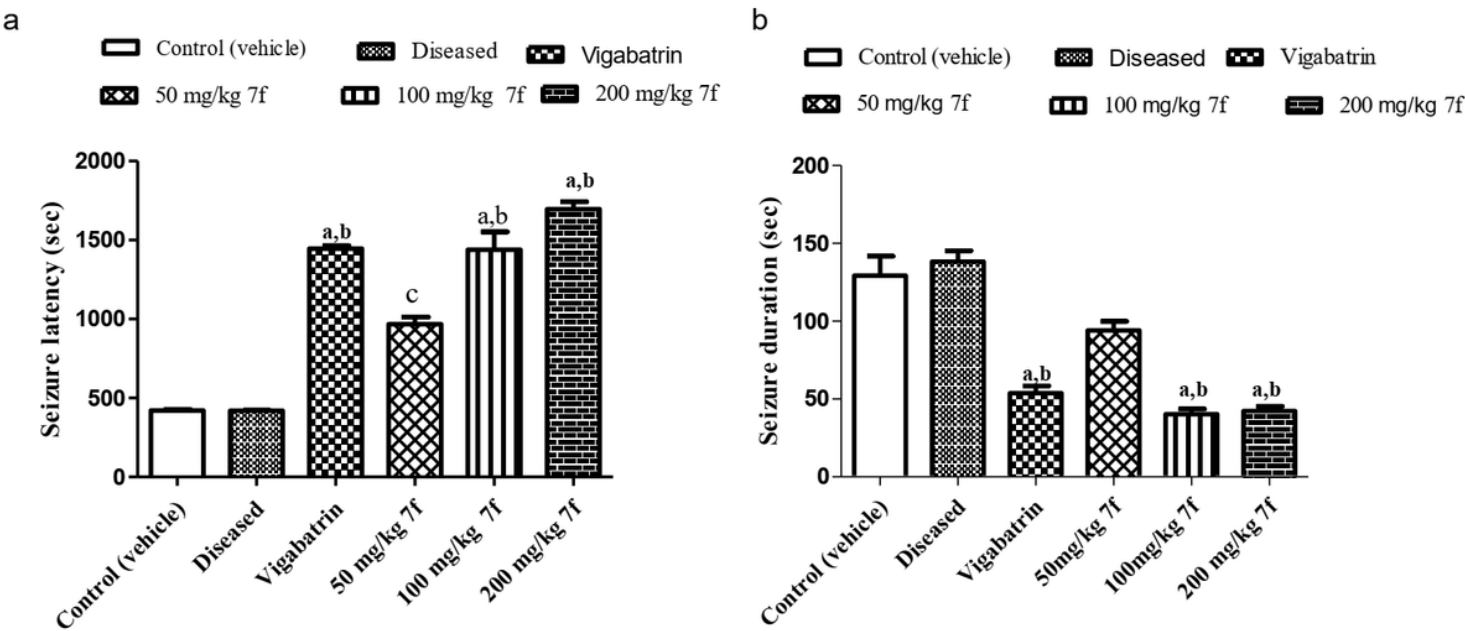 a
Control (vehicle) Diseased Vigabatrin
50 mg/kg 7f 100 mg/kg 7f 200 mg/kg 7f
Seizure latency (sec)
2000
1500
1000
500
0
a,b
c
a,b
a,b
Control (vehicle)
Diseased
Vigabatrin
50 mg/kg 7f
100 mg/kg 7f
200 mg/kg 7f
b
Control (vehicle) Diseased Vigabatrin
50 mg/kg 7f 100 mg/kg 7f 200 mg/kg 7f
Seizure duration (sec)
200
150
100
50
0
a,b
a,b
a,b
Control (vehicle)
Diseased
Vigabatrin
50mg/kg 7f
100mg/kg 7f
200 mg/kg 7f